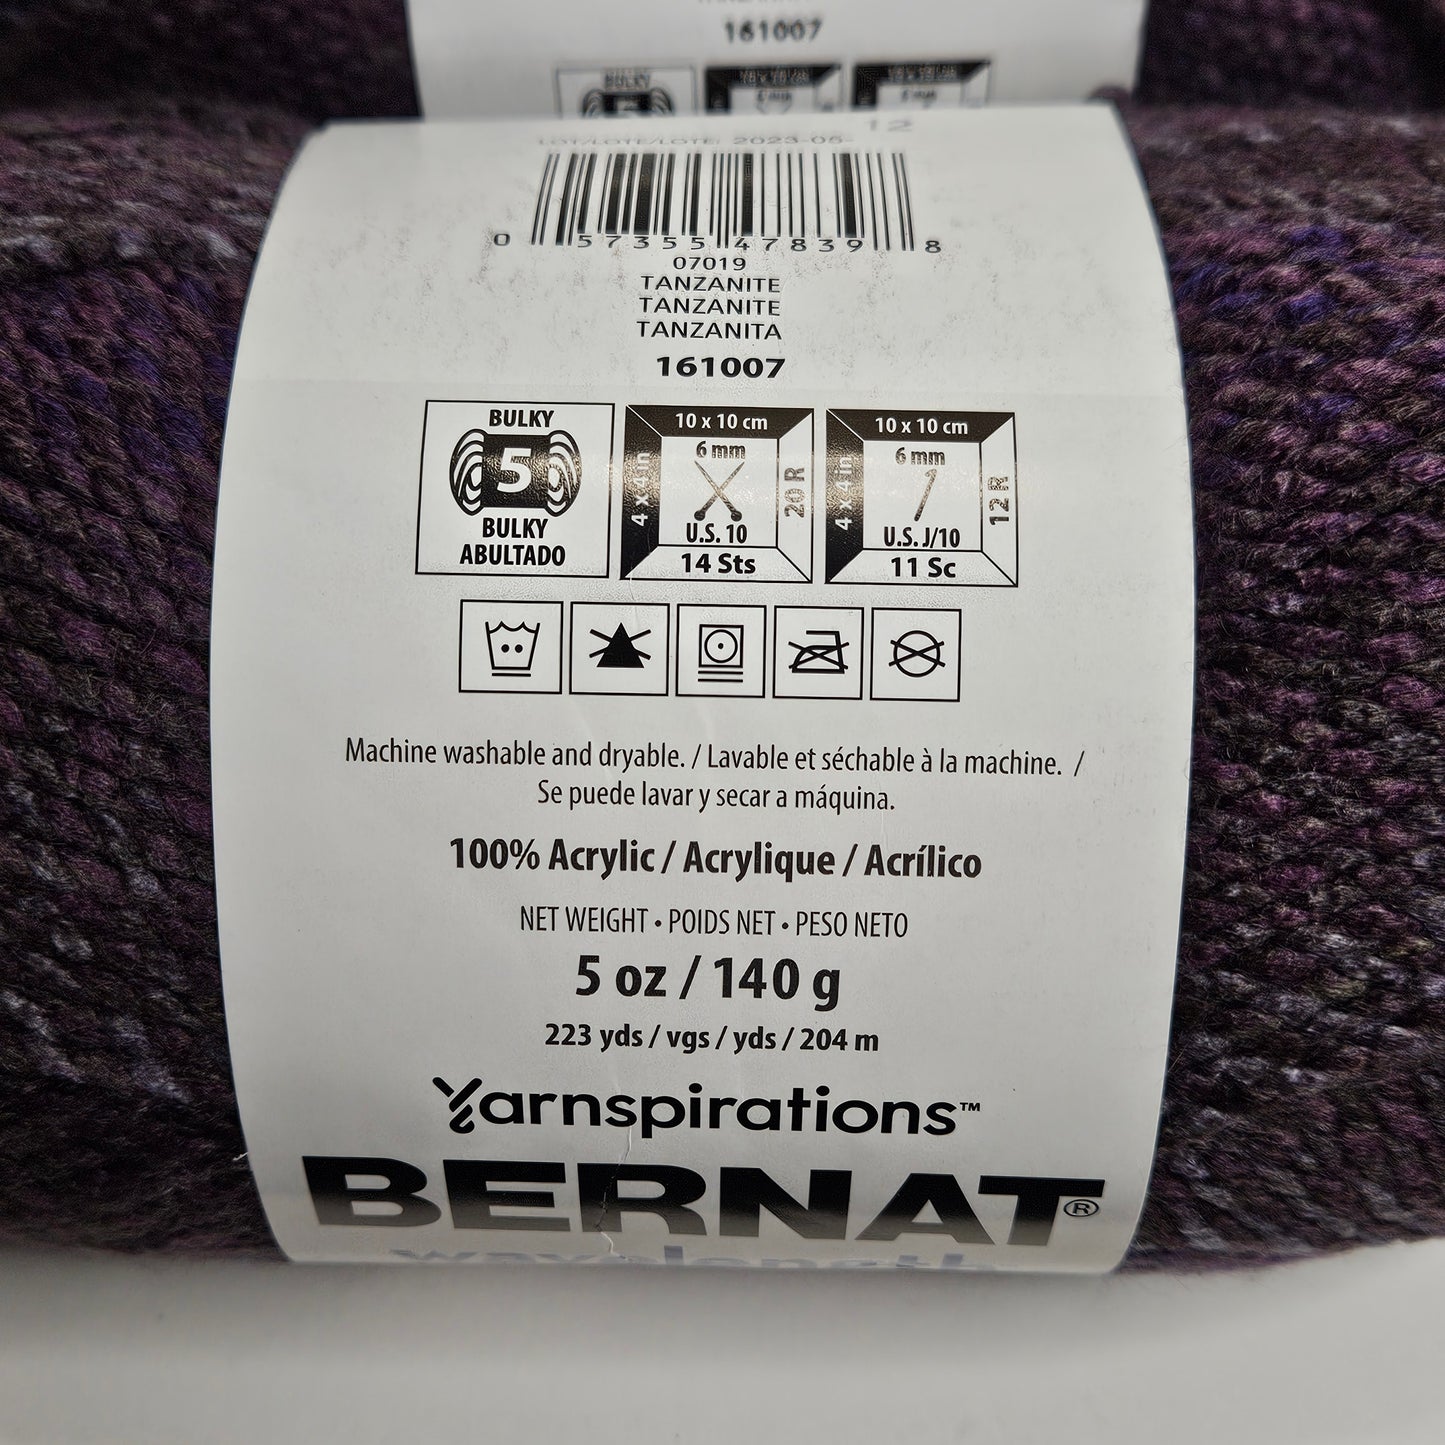 161007
BULKY
LOT/LOTE/LOTE: 2023-05- 12
0 57355 47839 8
07019
TANZANITE
TANZANITE
TANZANITA
161007
BULKY
5
BULKY
ABULTADO
10 x 10 cm
4 x 4 in
6 mm
U.S. 10
20 R
14 Sts
10 x 10 cm
4 x 4 in
6 mm
U.S. J/10
12 R
11 Sc
Machine washable and dryable. / Lavable et séchable à la machine. /
Se puede lavar y secar a máquina.
100% Acrylic / Acrylique / Acrílico
NET WEIGHT • POIDS NET • PESO NETO
5 oz / 140 g
223 yds / vgs / yds / 204 m
Yarnspirations™
BERNAT®
wavelength